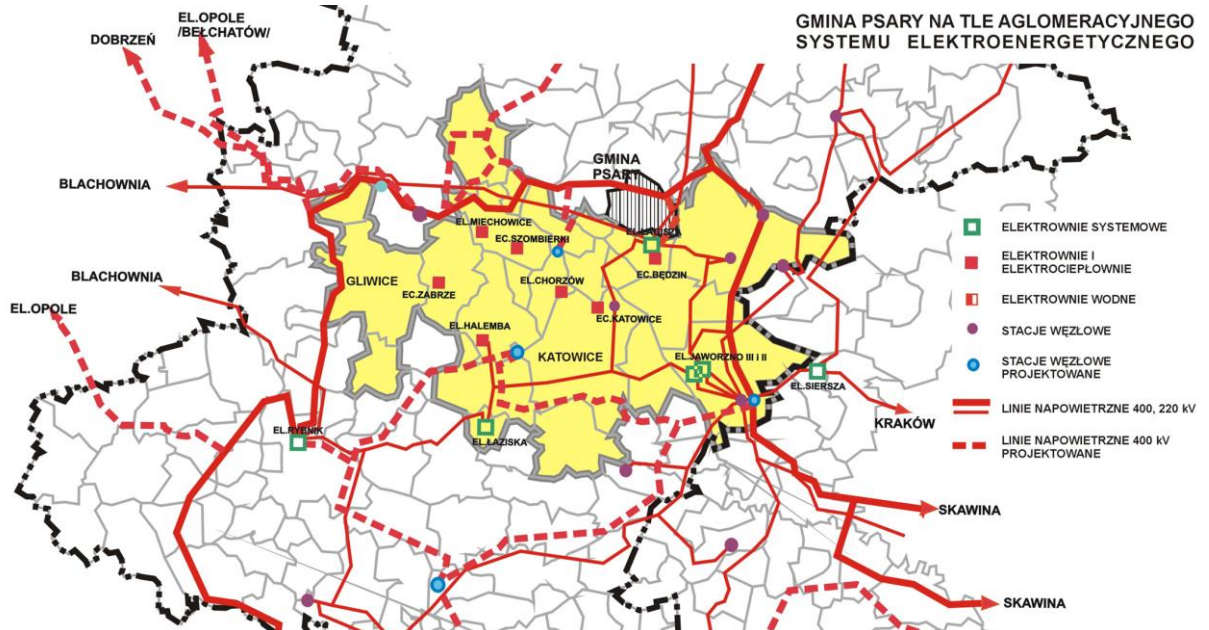 GMINA PSARY NA TLE AGLOMERACYJNEGO
SYSTEMU ELEKTROENERGETYCZNEGO
EL.OPOLE
/BEŁCHATÓW/
DOBRZEŃ
BLACHOWNIA
GMINA
PSARY
EL.MIECHOWICE
EC.SZOMBIERKI
EC.BĘDZIN
BLACHOWNIA
GLIWICE
EC.ZABRZE
EL.CHORZÓW
EC.KATOWICE
EL.OPOLE
EL.HALEMBA
KATOWICE
EL.JAWORZNO III i II
EL.SIERSZA
KRAKÓW
EL.RYBNIK
EL.ŁAZISKA
SKAWINA
SKAWINA
ELEKTROWNIE SYSTEMOWE
ELEKTROWNIE I
ELEKTROCIEPŁOWNIE
ELEKTROWNIE WODNE
STACJE WĘZŁOWE
STACJE WĘZŁOWE
PROJEKTOWANE
LINIE NAPOWIETRZNE 400, 220 kV
LINIE NAPOWIETRZNE 400 kV
PROJEKTOWANE